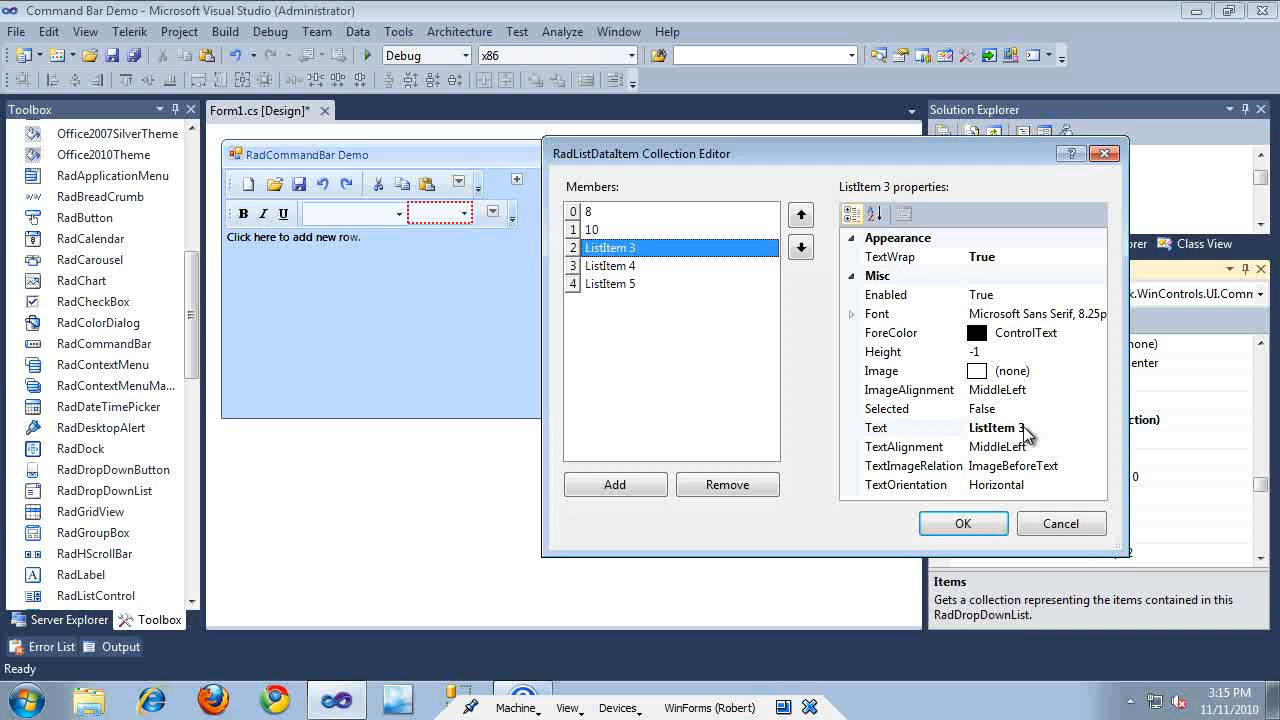 Command Bar Demo - Microsoft Visual Studio (Administrator)
File Edit View Telerik Project Build Debug Team Data Tools Architecture Test Analyze Window Help
Debug x86
Toolbox
Form1.cs [Design]*
Solution Explorer
Office2007SilverTheme
Office2010Theme
RadApplicationMenu
RadBreadCrumb
RadButton
RadCalendar
RadCarousel
RadChart
RadCheckBox
RadColorDialog
RadCommandBar
RadContextMenu
RadContextMenuMa...
RadDateTimePicker
RadDesktopAlert
RadDock
RadDropDownButton
RadDropDownList
RadGridView
RadGroupBox
RadHScrollBar
RadLabel
RadListControl
Server Explorer Toolbox
RadCommandBar Demo
B I U
Click here to add new row.
RadListDataItem Collection Editor
Members:
0 8
1 10
2 ListItem 3
3 ListItem 4
4 ListItem 5
Add Remove
ListItem 3 properties:
Appearance
TextWrap True
Misc
Enabled True
Font Microsoft Sans Serif, 8.25p
ForeColor ControlText
Height -1
Image (none)
ImageAlignment MiddleLeft
Selected False
Text ListItem 3
TextAlignment MiddleLeft
TextImageRelation ImageBeforeText
TextOrientation Horizontal
OK Cancel
Class View
k.WinControls.UI.Comm
Items
Gets a collection representing the items contained in this
RadDropDownList.
Error List Output
Ready
Machine View Devices WinForms (Robert)
3:15 PM
11/11/2010